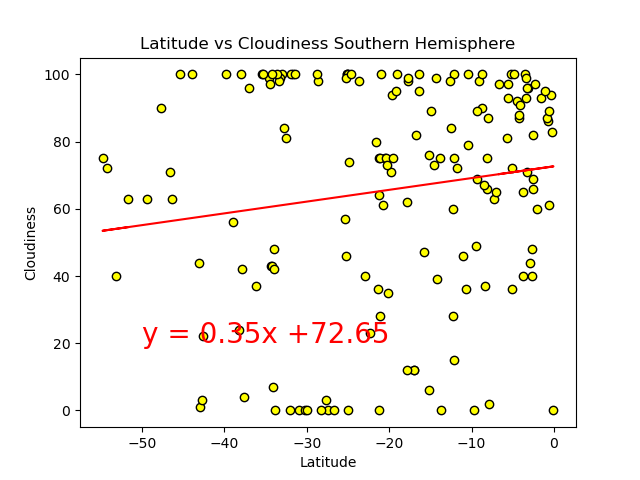 Latitude vs Cloudiness Southern Hemisphere
100
80
60
40
20
0
Cloudiness
y = 0.35x +72.65
−50 −40 −30 −20 −10 0
Latitude